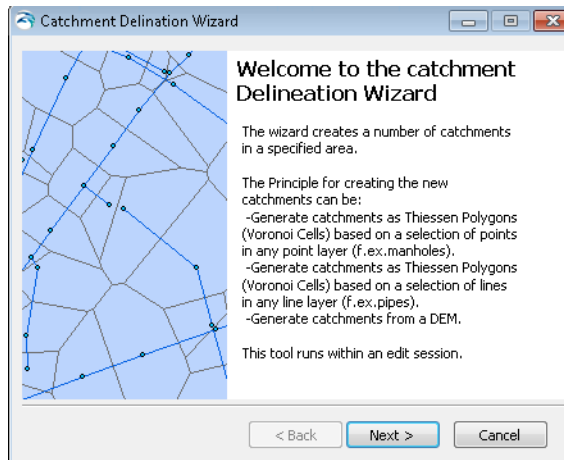 Catchment Delination Wizard
Welcome to the catchment
Delineation Wizard
The wizard creates a number of catchments
in a specified area.
The Principle for creating the new
catchments can be:
-Generate catchments as Thiessen Polygons
(Voronoi Cells) based on a selection of points
in any point layer (f.ex.manholes).
-Generate catchments as Thiessen Polygons
(Voronoi Cells) based on a selection of lines
in any line layer (f.ex.pipes).
-Generate catchments from a DEM.
This tool runs within an edit session.
< Back
Next >
Cancel